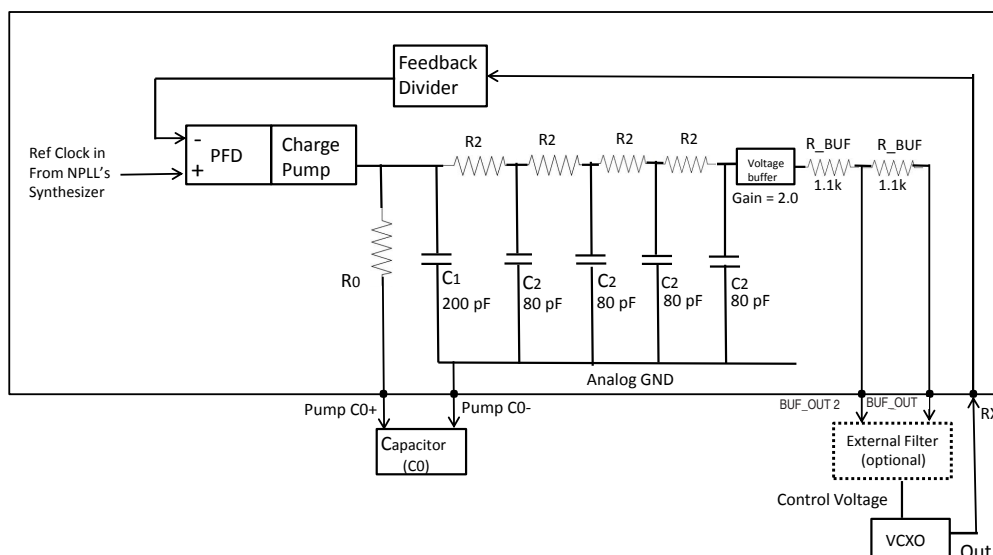 Feedback
Divider
-
PFD
+
Charge
Pump
Ref Clock in
From NPLL's
Synthesizer
R2
R2
R2
R2
Voltage
buffer
Gain = 2.0
R_BUF
1.1k
R_BUF
1.1k
R0
C1
200 pF
C2
80 pF
C2
80 pF
C2
80 pF
C2
80 pF
Analog GND
Pump C0+
Pump C0-
Capacitor
(C0)
BUF_OUT 2
BUF_OUT
RX
External Filter
(optional)
Control Voltage
VCXO
Out